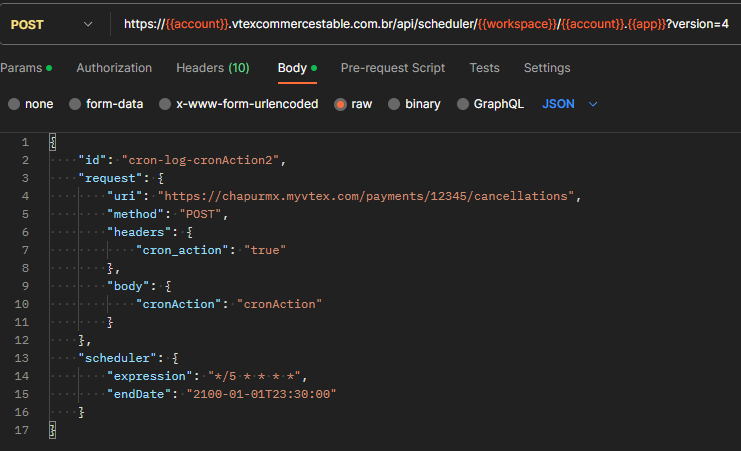 POST https://{{account}}.vtexcommercestable.com.br/api/scheduler/{{workspace}}/{{account}}.{{app}}?version=4
Params Authorization Headers (10) Body Pre-request Script Tests Settings
none form-data x-www-form-urlencoded raw binary GraphQL JSON
1 {
2 "id": "cron-log-cronAction2",
3 "request": {
4 "uri": "https://chapurmx.myvtex.com/payments/12345/cancellations",
5 "method": "POST",
6 "headers": {
7 "cron_action": "true"
8 },
9 "body": {
10 "cronAction": "cronAction"
11 }
12 },
13 "scheduler": {
14 "expression": "*/5 * * * *",
15 "endDate": "2100-01-01T23:30:00"
16 }
17 }